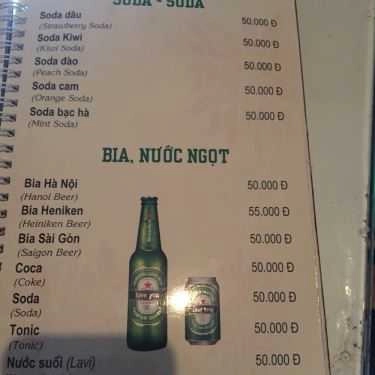 SODA - SODA
Soda dâu 50.000 Đ
(Strawberry Soda)
Soda Kiwi 50.000 Đ
(Kiwi Soda)
Soda đào 50.000 Đ
(Peach Soda)
Soda cam 50.000 Đ
(Orange Soda)
Soda bạc hà 50.000 Đ
(Mint Soda)
BIA, NƯỚC NGỌT
Bia Hà Nội 50.000 Đ
(Hanoi Beer)
Bia Heniken 55.000 Đ
(Heiniken Beer)
Bia Sài Gòn 50.000 Đ
(Saigon Beer)
Coca 50.000 Đ
(Coke)
Soda 50.000 Đ
(Soda)
Tonic 50.000 Đ
(Tonic)
Nước suối (Lavi) 50.000 Đ